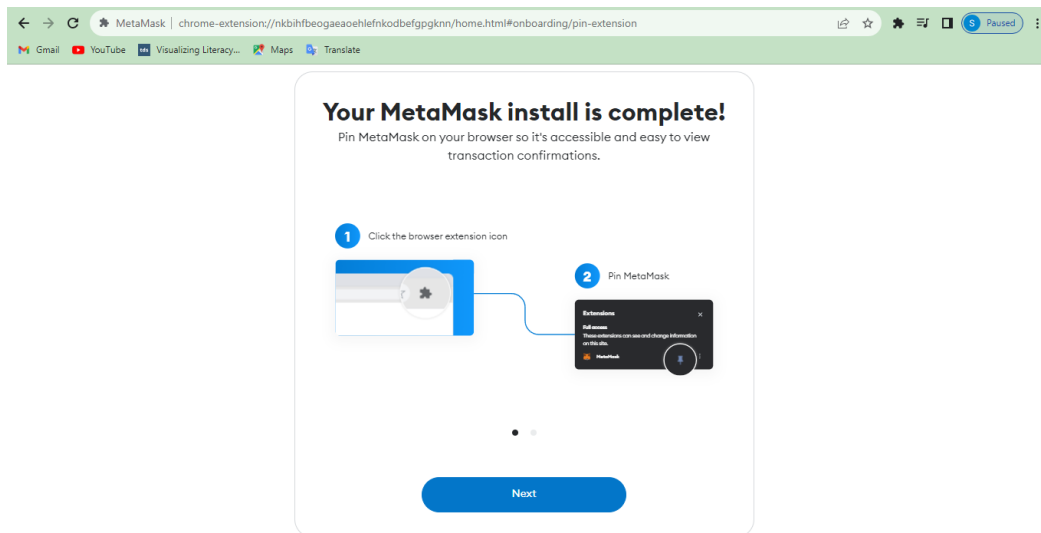 MetaMask | chrome-extension://nkbihfbeogaeaoehlefnkodbefgpgknn/home.html#onboarding/pin-extension
S Paused
Gmail YouTube tds Visualizing Literacy... Maps Translate
Your MetaMask install is complete!
Pin MetaMask on your browser so it's accessible and easy to view
transaction confirmations.
1 Click the browser extension icon
2 Pin MetaMask
Extensions
Full access
These extensions can see and change information
on this site.
MetaMask
Next